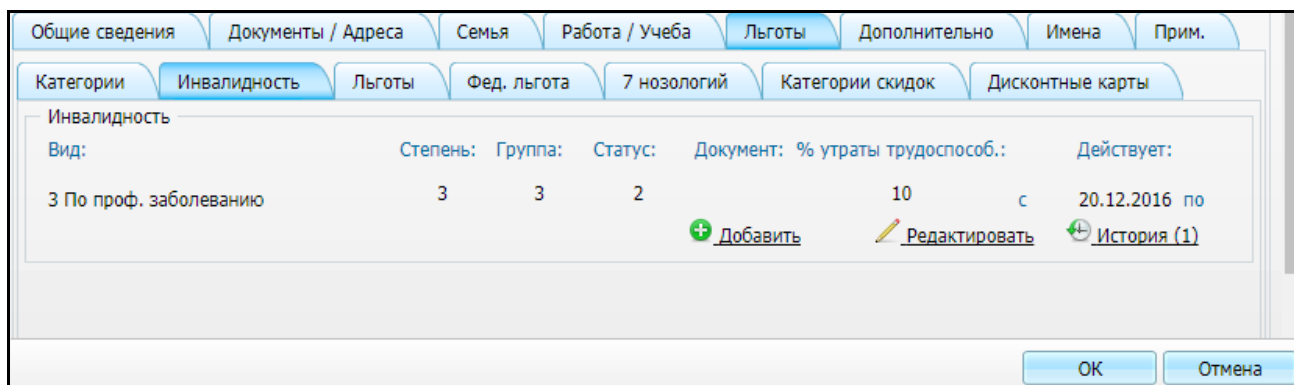 Общие сведения Документы / Адреса Семья Работа / Учеба Льготы Дополнительно Имена Прим.
Категории Инвалидность Льготы Фед. льгота 7 нозологий Категории скидок Дисконтные карты
Инвалидность
Вид: Степень: Группа: Статус: Документ: % утраты трудоспособ.: Действует:
3 По проф. заболеванию 3 3 2 10 с 20.12.2016 по
Добавить Редактировать История (1)
ОК Отмена